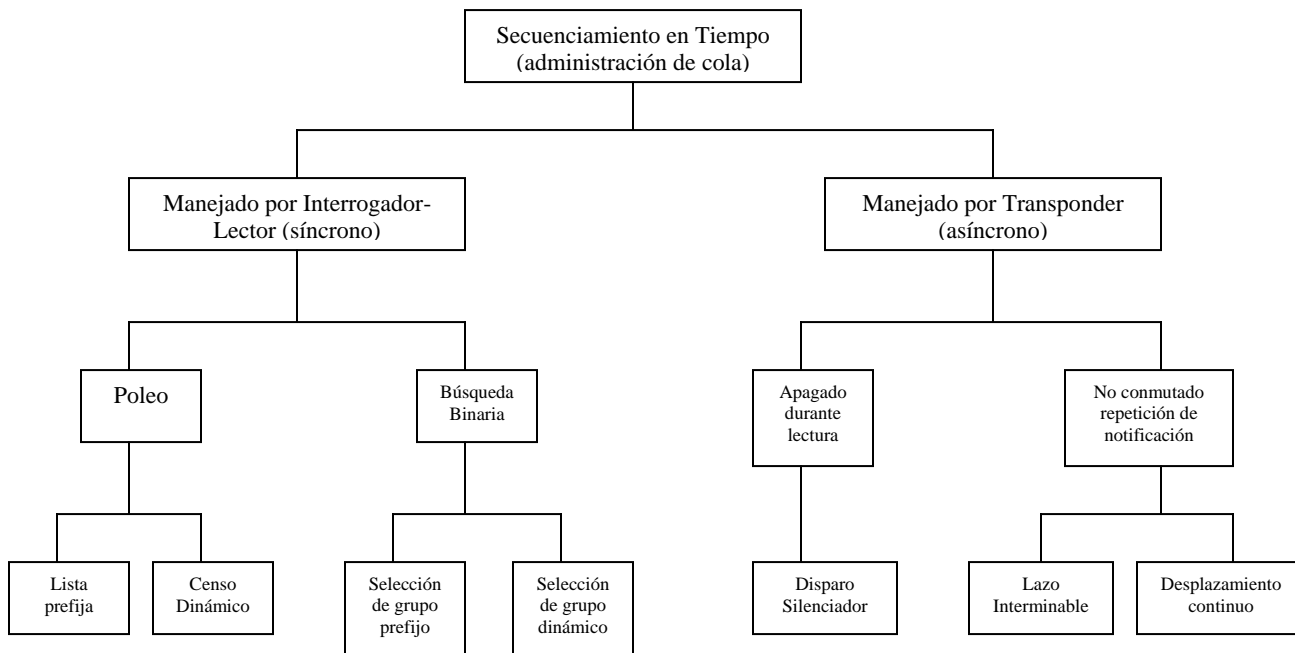 Secuenciamiento en Tiempo
(administración de cola)
Manejado por Interrogador-
Lector (síncrono)
Manejado por Transponder
(asíncrono)
Poleo
Búsqueda
Binaria
Apagado
durante
lectura
No conmutado
repetición de
notificación
Lista
prefija
Censo
Dinámico
Selección
de grupo
prefijo
Selección
de grupo
dinámico
Disparo
Silenciador
Lazo
Interminable
Desplazamiento
continuo